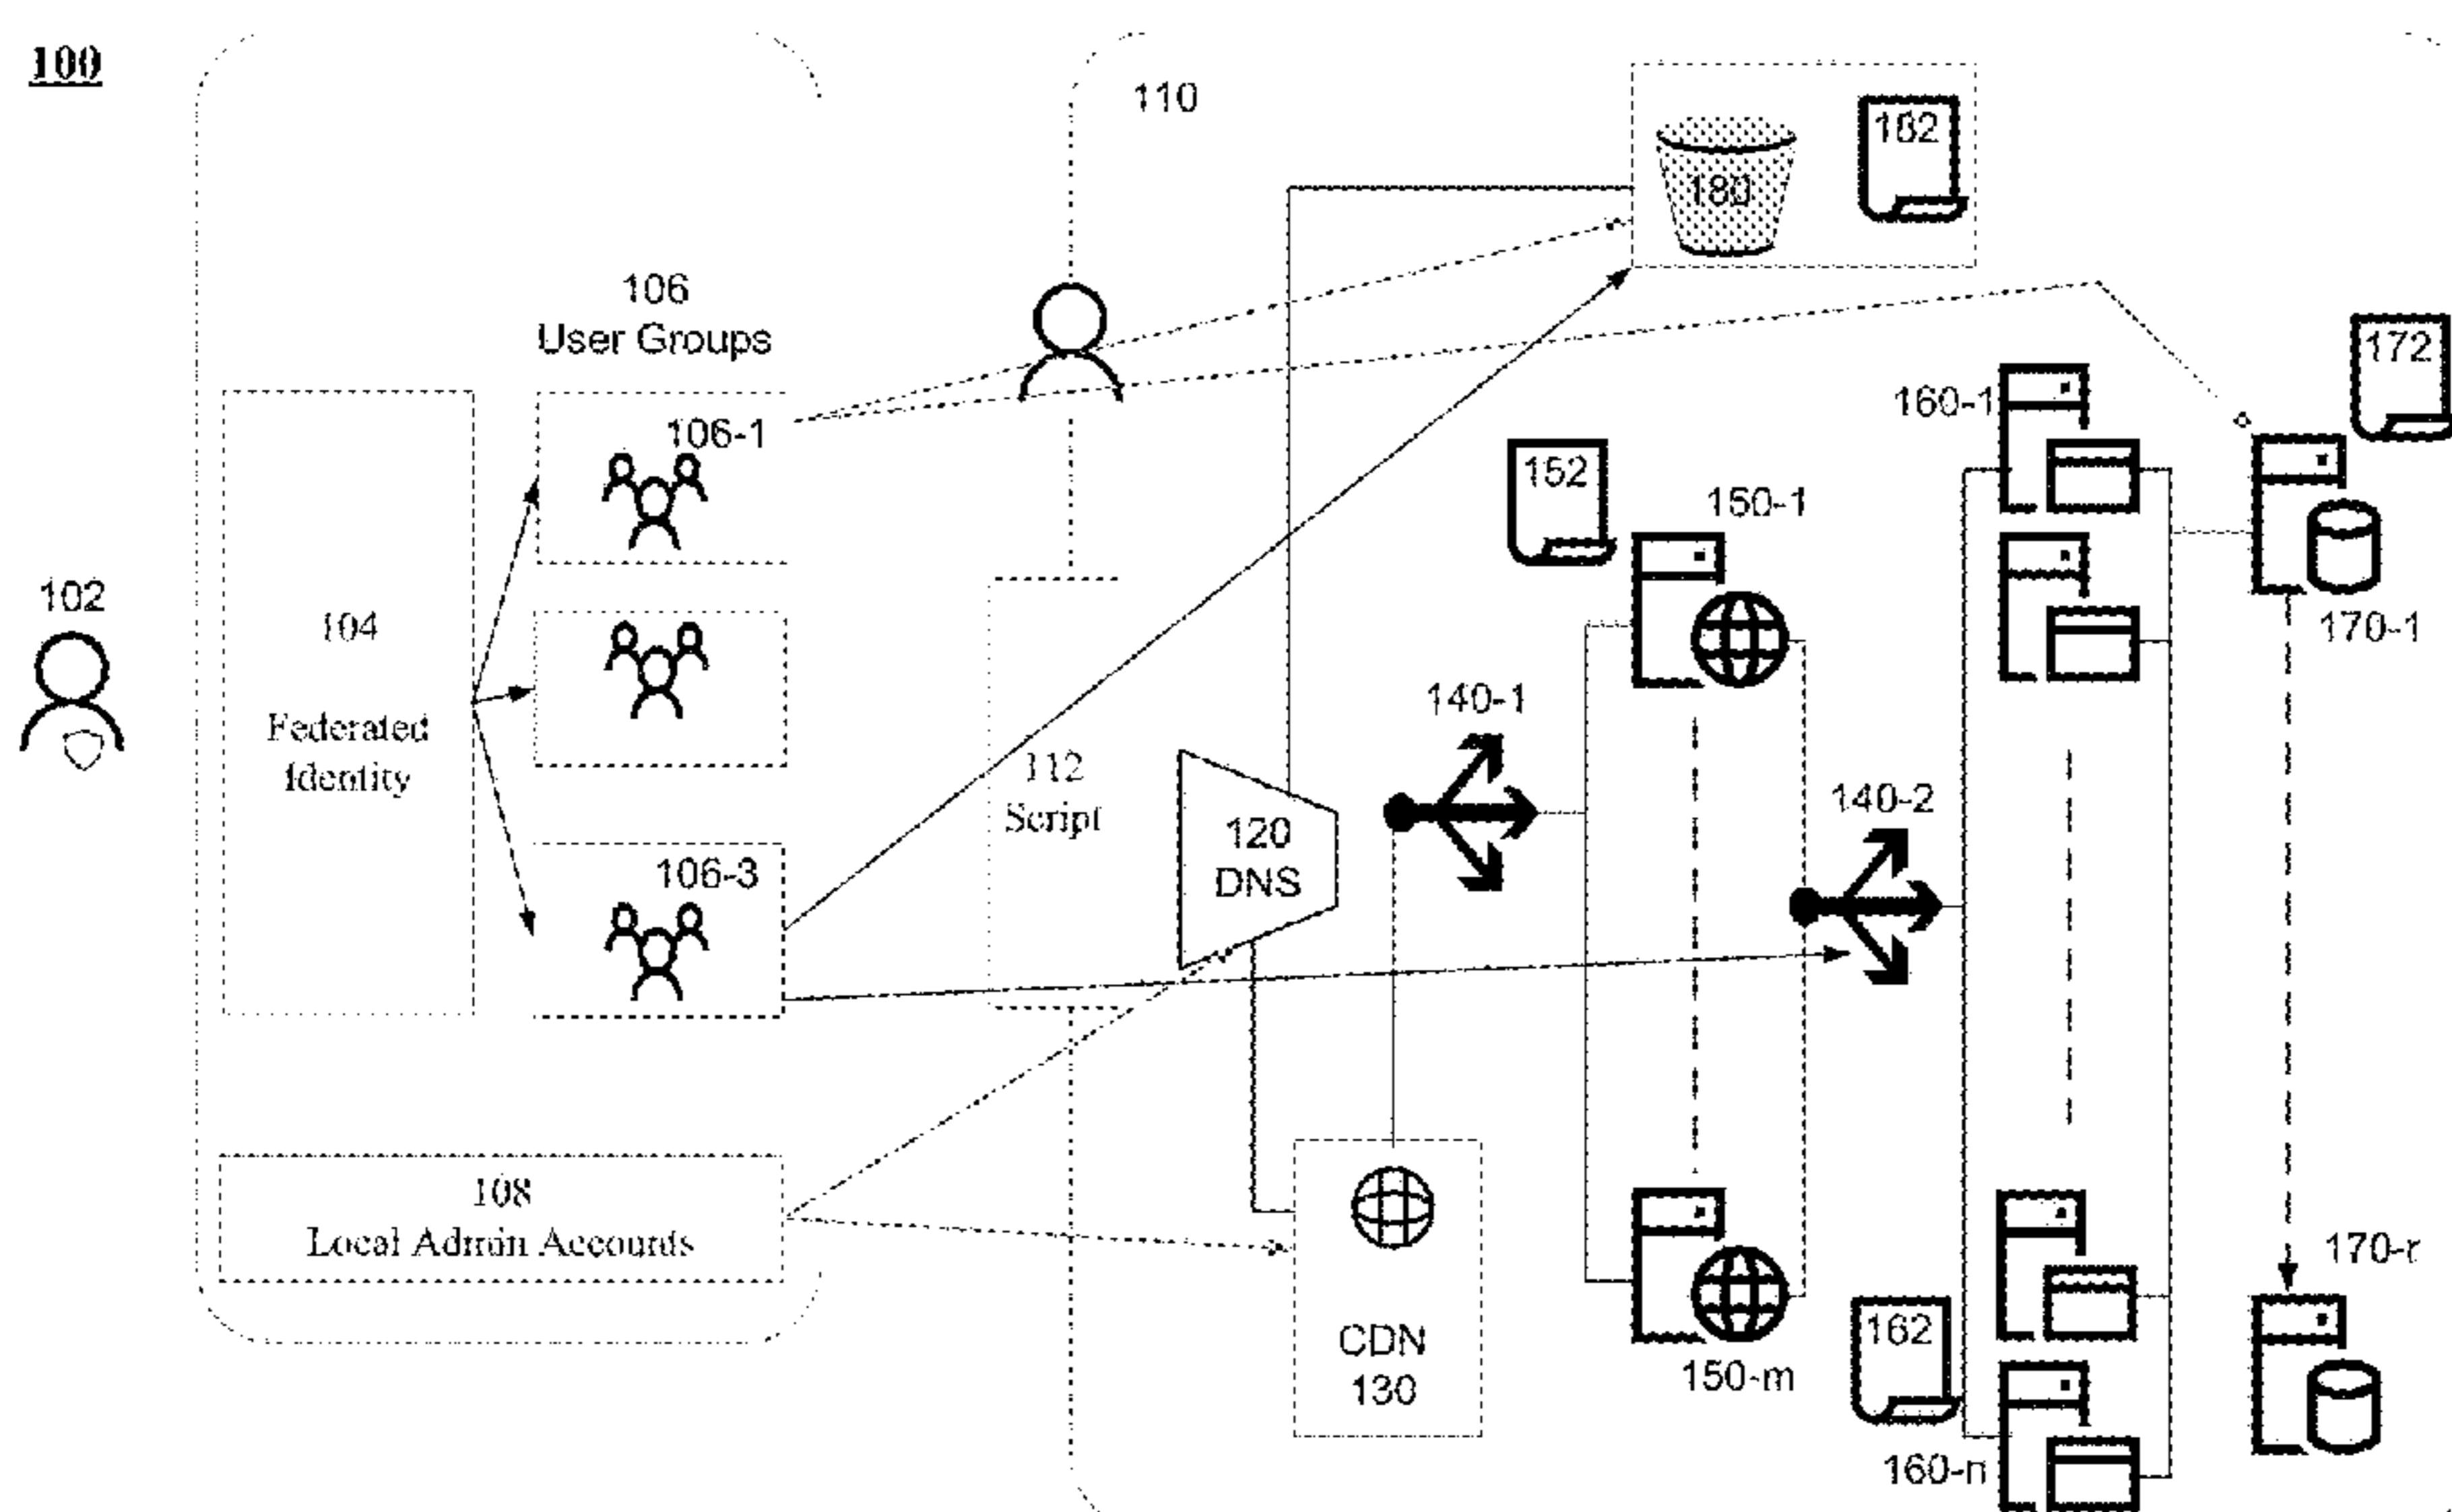 100
110
182
180
106
User Groups
172
106-1
160-1
152
150-1
102
104
170-1
140-1
Federated
Identity
112
Script
140-2
120
DNS
106-3
108
Local Admin Accounts
170-r
CDN
130
162
150-m
160-n